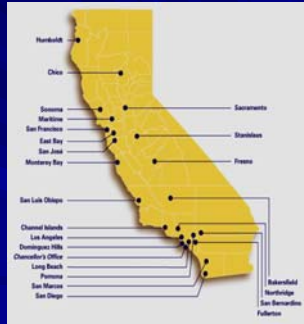 Humboldt
Chico
Sonoma
Maritime
San Francisco
East Bay
San José
Monterey Bay
San Luis Obispo
Channel Islands
Los Angeles
Dominguez Hills
Chancellor's Office
Long Beach
Pomona
San Marcos
San Diego
Sacramento
Stanislaus
Fresno
Bakersfield
Northridge
San Bernardino
Fullerton